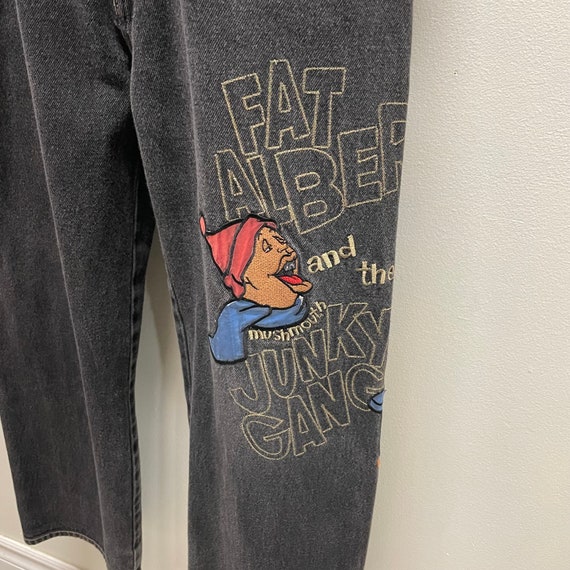 FAT
ALBER
and the
mushmouth
JUNKY
GANG